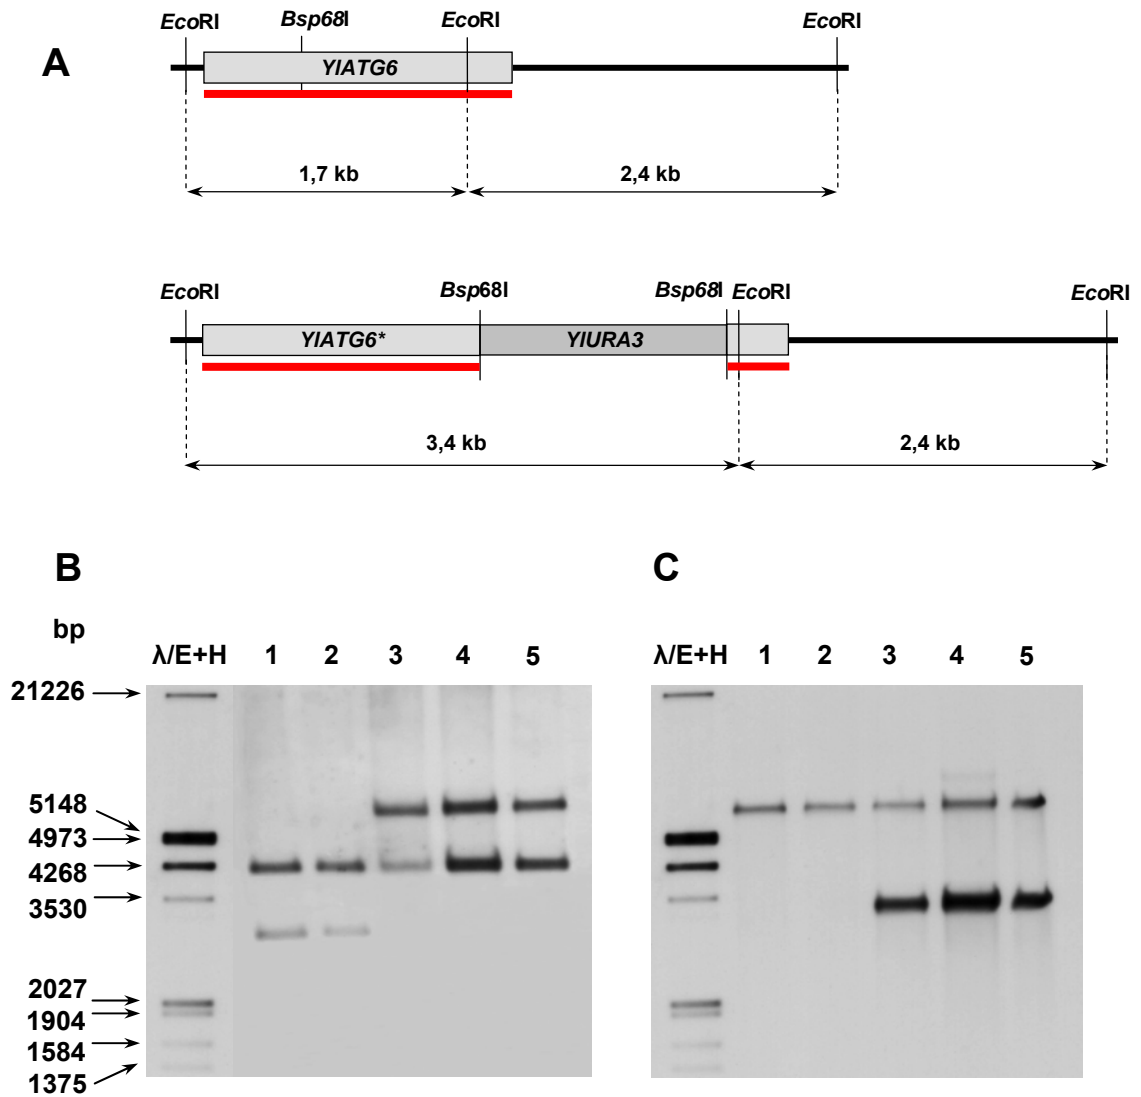 A
EcoRI Bsp68I EcoRI EcoRI
YlATG6
1,7 kb 2,4 kb
EcoRI Bsp68I Bsp68I EcoRI EcoRI
YlATG6* YlURA3
3,4 kb 2,4 kb
B C
bp
λ/E+H 1 2 3 4 5
λ/E+H 1 2 3 4 5
21226
5148
4973
4268
3530
2027
1904
1584
1375